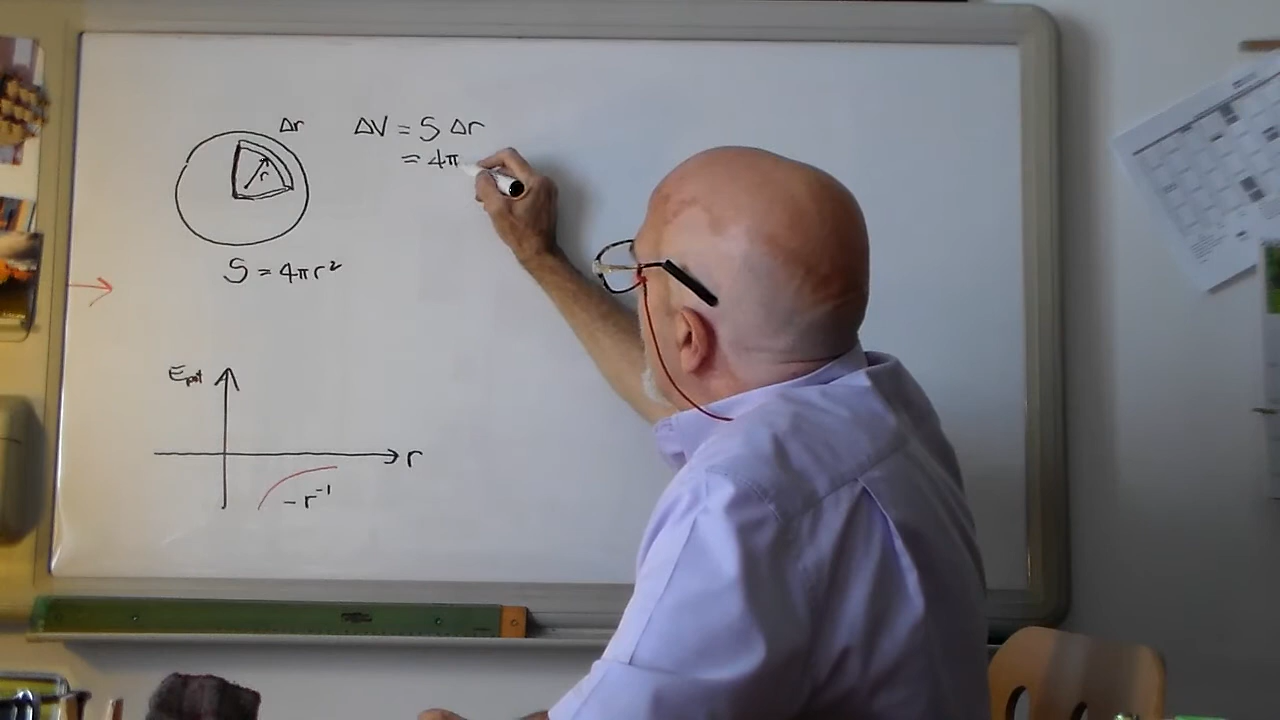 Δr
ΔV = S Δr
= 4π
r
S = 4πr²
E_pot
r
- r⁻¹